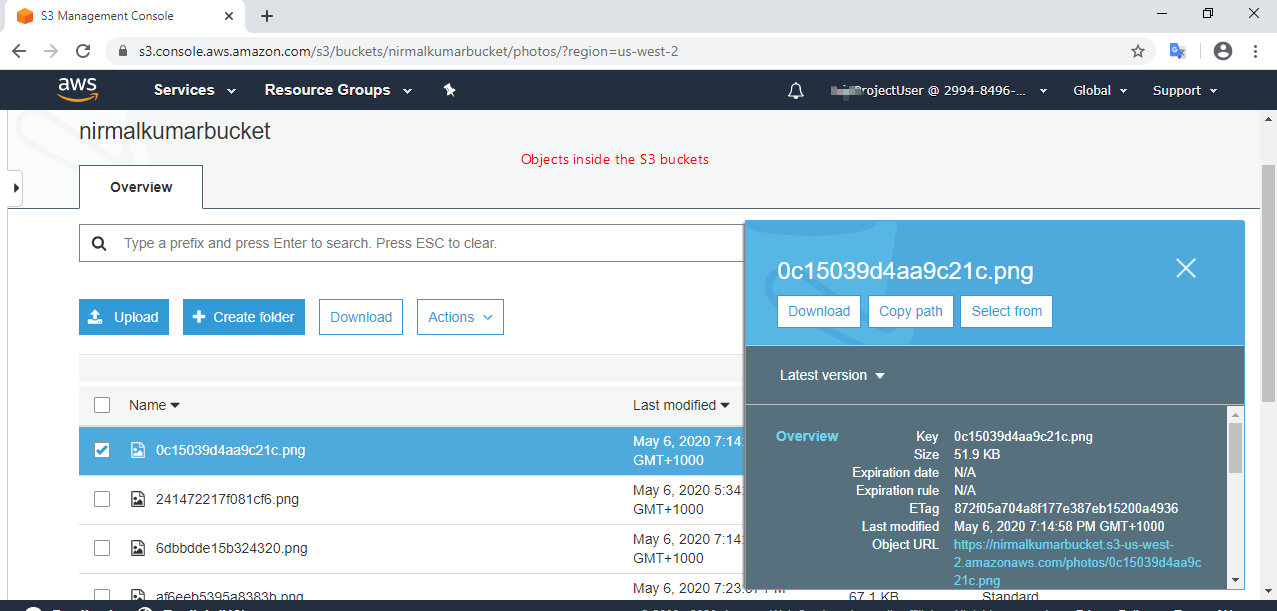 S3 Management Console
s3.console.aws.amazon.com/s3/buckets/nirmalkumarbucket/photos/?region=us-west-2
aws Services Resource Groups ProjectUser @ 2994-8496-... Global Support
nirmalkumarbucket
Objects inside the S3 buckets
Overview
Type a prefix and press Enter to search. Press ESC to clear.
Upload Create folder Download Actions
Name Last modified
0c15039d4aa9c21c.png May 6, 2020 7:14:
GMT+1000
241472217f081cf6.png May 6, 2020 5:34:
GMT+1000
6dbbdde15b324320.png May 6, 2020 7:14:
GMT+1000
af6eeb5395a8383b.png May 6, 2020 7:23: 67.1 KB Standard
0c15039d4aa9c21c.png
Download Copy path Select from
Latest version
Overview Key 0c15039d4aa9c21c.png
Size 51.9 KB
Expiration date N/A
Expiration rule N/A
ETag 872f05a704a8f177e387eb15200a4936
Last modified May 6, 2020 7:14:58 PM GMT+1000
Object URL https://nirmalkumarbucket.s3-us-west-
2.amazonaws.com/photos/0c15039d4aa9c
21c.png